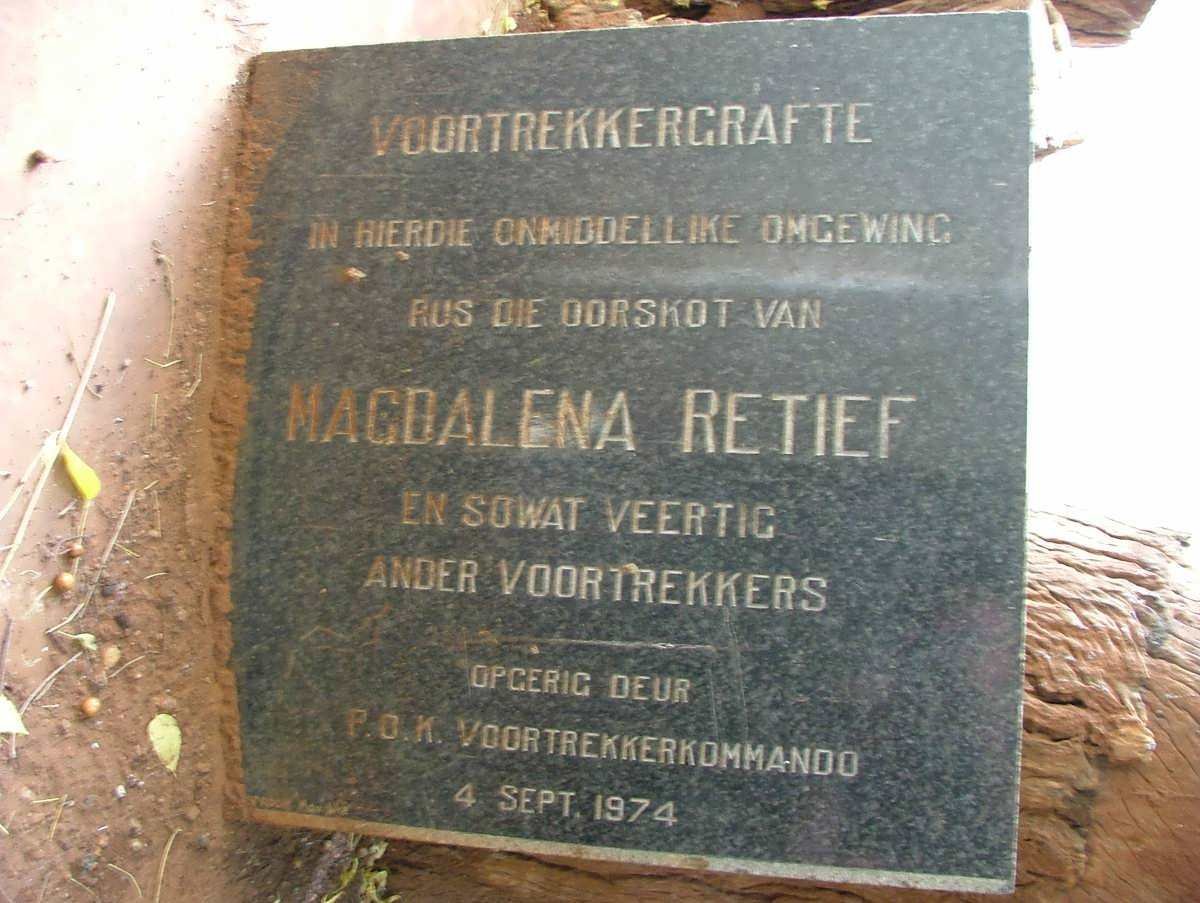 VOORTREKKERGRAFTE
IN HIERDIE ONMIDDELLIKE OMGEWING
RUS DIE OORSKOT VAN
MAGDALENA RETIEF
EN SOWAT VEERTIG
ANDER VOORTREKKERS
OPGERIG DEUR
P.O.K. VOORTREKKERKOMMANDO
4 SEPT. 1974